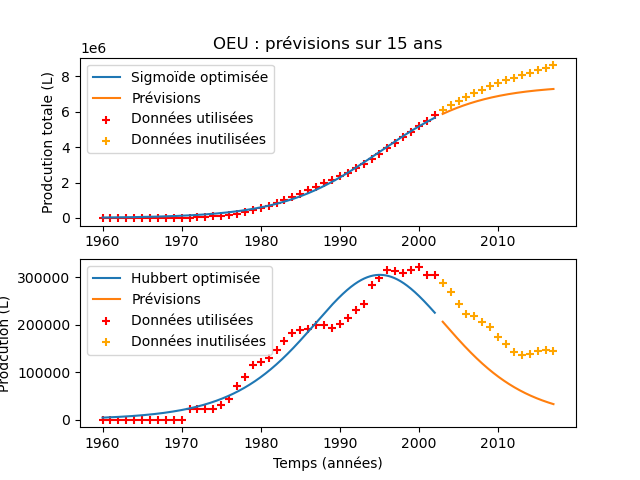 OEU : prévisions sur 15 ans
1e6
Prodcution totale (L)
8
6
4
2
0
Sigmoïde optimisée
Prévisions
Données utilisées
Données inutilisées
1960 1970 1980 1990 2000 2010
Prodcution (L)
300000
200000
100000
0
Hubbert optimisée
Prévisions
Données utilisées
Données inutilisées
1960 1970 1980 1990 2000 2010
Temps (années)